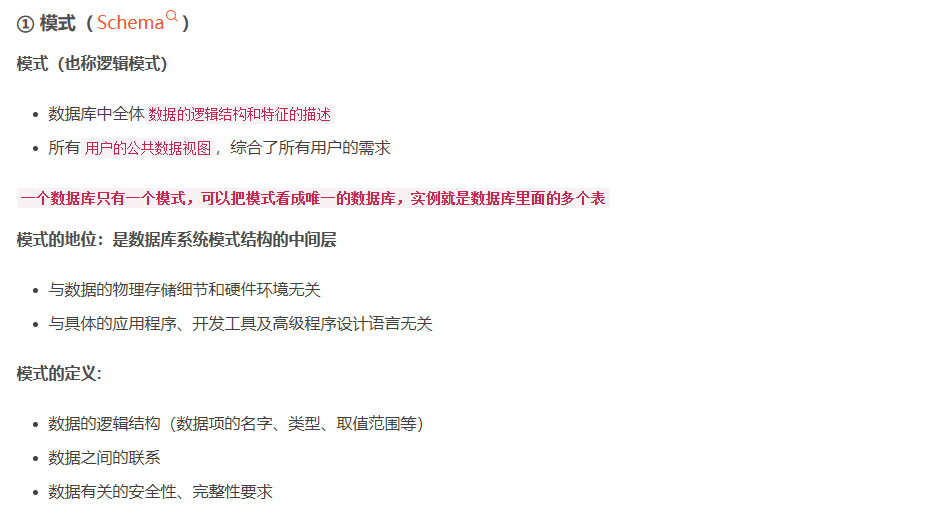 ① 模式（Schema）
模式（也称逻辑模式）
• 数据库中全体 数据的逻辑结构和特征的描述
• 所有 用户的公共数据视图 ，综合了所有用户的需求
一个数据库只有一个模式，可以把模式看成唯一的数据库，实例就是数据库里面的多个表
模式的地位：是数据库系统模式结构的中间层
• 与数据的物理存储细节和硬件环境无关
• 与具体的应用程序、开发工具及高级程序设计语言无关
模式的定义:
• 数据的逻辑结构（数据项的名字、类型、取值范围等）
• 数据之间的联系
• 数据有关的安全性、完整性要求